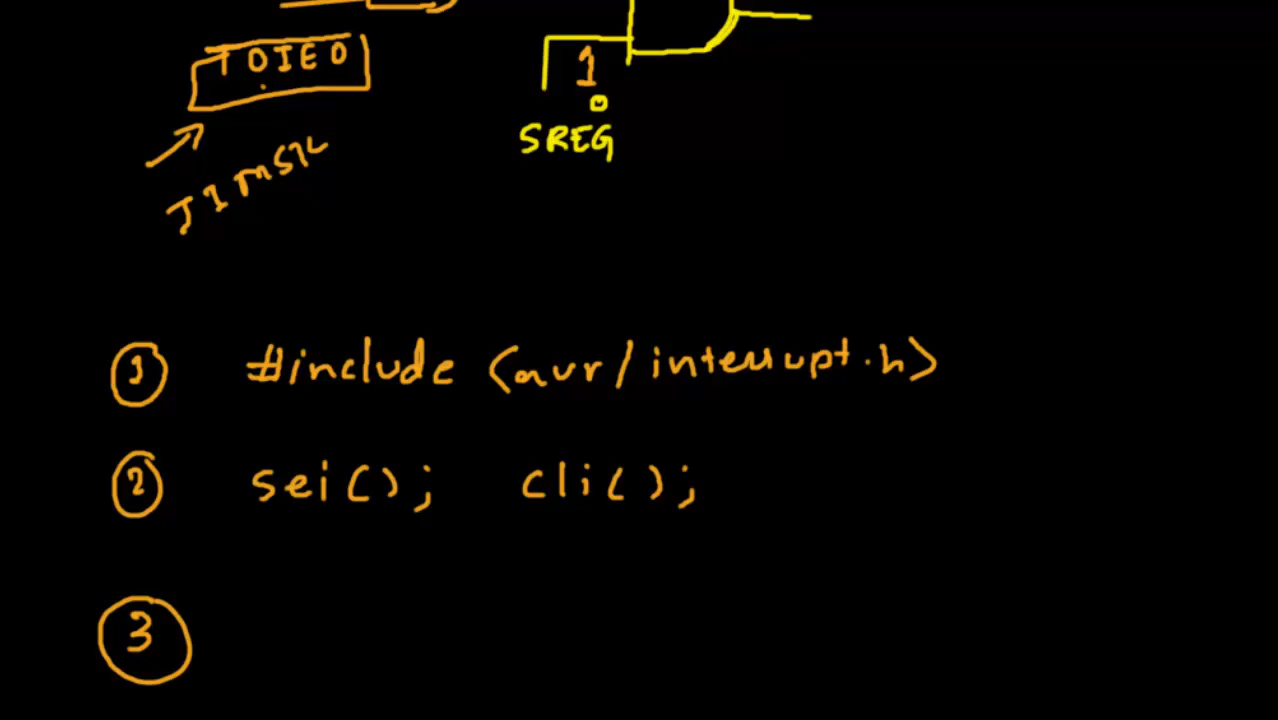 TOIE0
1
0
SREG
TIMSK
1 #include <avr/interrupt.h>
2 sei(); cli();
3